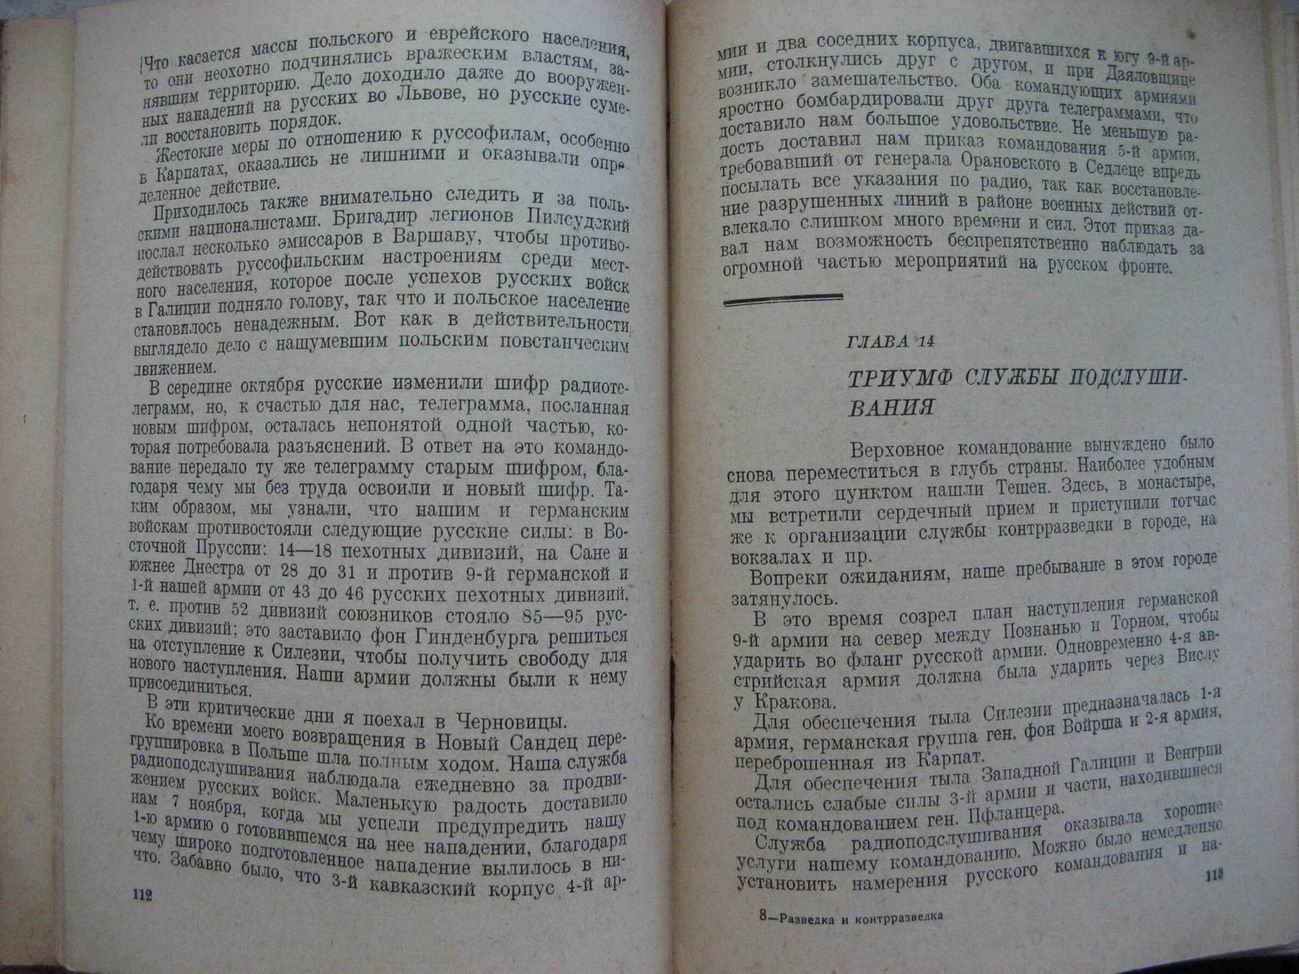 Что касается массы польского и еврейского населения,
то они неохотно подчинялись вражеским властям, за-
нявшим территорию. Дело доходило даже до вооружен-
ных нападений на русских во Львове, но русские суме-
ли восстановить порядок.
Жестокие меры по отношению к руссофилам, особенно
в Карпатах, оказались не лишними и оказывали опре-
деленное действие.
Приходилось также внимательно следить и за поль-
скими националистами. Бригадир легионов Пилсудский
послал несколько эмиссаров в Варшаву, чтобы противо-
действовать руссофильским настроениям среди мест-
ного населения, которое после успехов русских войск
в Галиции подняло голову, так что и польское население
становилось ненадежным. Вот как в действительности
выглядело дело с нашумевшим польским повстанческим
движением.
В середине октября русские изменили шифр радиоте-
леграмм, но, к счастью для нас, телеграмма, посланная
новым шифром, осталась непонятой одной частью, ко-
торая потребовала разъяснений. В ответ на это командо-
вание передало ту же телеграмму старым шифром, бла-
годаря чему мы без труда освоили и новый шифр. Та-
ким образом, мы узнали, что нашим и германским
войскам противостояли следующие русские силы: в Во-
сточной Пруссии: 14—18 пехотных дивизий, на Сане и
южнее Днестра от 28 до 31 и против 9-й германской и
1-й нашей армии от 43 до 46 русских пехотных дивизий,
т. е. против 52 дивизий союзников стояло 85—95 рус-
ских дивизий; это заставило фон Гинденбурга решиться
на отступление к Силезии, чтобы получить свободу для
нового наступления. Наши армии должны были к нему
присоединиться.
В эти критические дни я поехал в Черновицы.
Ко времени моего возвращения в Новый Сандец пере-
группировка в Польше шла полным ходом. Наша служба
радиоподслушивания наблюдала ежедневно за продви-
жением русских войск. Маленькую радость доставило
нам 7 ноября, когда мы успели предупредить нашу
1-ю армию о готовившемся на нее нападении, благодаря
чему широко подготовленное нападение вылилось в ни-
что. Забавно было, что 3-й кавказский корпус 4-й ар-
112
мии и два соседних корпуса, двигавшихся к югу 9-й ар-
мии, столкнулись друг с другом, и при Дзяловшице
возникло замешательство. Оба командующих армиями
яростно бомбардировали друг друга телеграммами, что
доставило нам большое удовольствие. Не меньшую ра-
дость доставил нам приказ командования 5-й армии,
требовавший от генерала Орановского в Седлеце впредь
посылать все указания по радио, так как восстановле-
ние разрушенных линий в районе военных действий от-
влекало слишком много времени и сил. Этот приказ да-
вал нам возможность беспрепятственно наблюдать за
огромной частью мероприятий на русском фронте.
ГЛАВА 14
ТРИУМФ СЛУЖБЫ ПОДСЛУШИ-
ВАНИЯ
Верховное командование вынуждено было
снова переместиться в глубь страны. Наиболее удобным
для этого пунктом нашли Тешен. Здесь, в монастыре,
мы встретили сердечный прием и приступили тотчас
же к организации службы контрразведки в городе, на
вокзалах и пр.
Вопреки ожиданиям, наше пребывание в этом городе
затянулось.
В это время созрел план наступления германской
9-й армии на север между Познанью и Торном, чтобы
ударить во фланг русской армии. Одновременно 4-я ав-
стрийская армия должна была ударить через Вислу
у Кракова.
Для обеспечения тыла Силезии предназначалась 1-я
армия, германская группа ген. фон Войрша и 2-я армия,
переброшенная из Карпат.
Для обеспечения тыла Западной Галиции и Венгрии
остались слабые силы 3-й армии и части, находившиеся
под командованием ген. Пфланцера.
Служба радиоподслушивания оказывала хорошие
услуги нашему командованию. Можно было немедленно
установить намерения русского командования и на-
8—Разведка и контрразведка
113